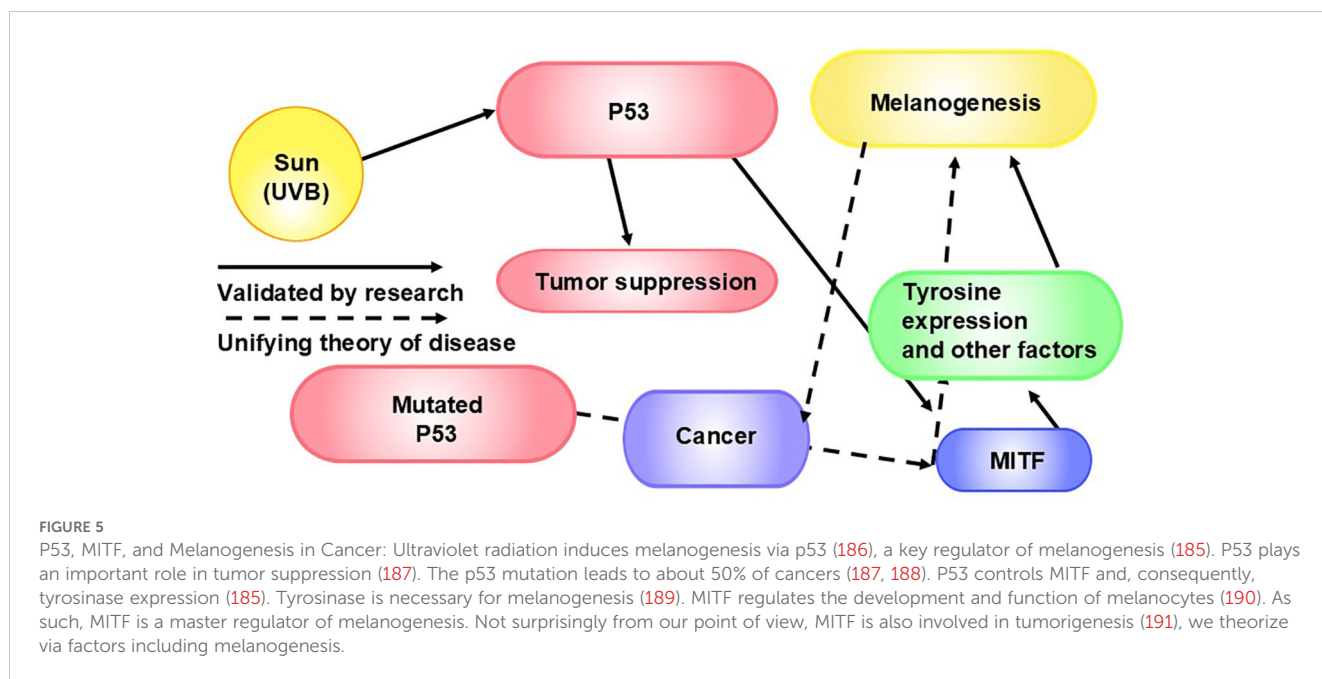 Sun
(UVB)
P53
Melanogenesis
Tumor suppression
Validated by research
Unifying theory of disease
Tyrosine
expression
and other factors
Mutated
P53
Cancer
MITF
FIGURE 5
P53, MITF, and Melanogenesis in Cancer: Ultraviolet radiation induces melanogenesis via p53 (186), a key regulator of melanogenesis (185). P53 plays
an important role in tumor suppression (187). The p53 mutation leads to about 50% of cancers (187, 188). P53 controls MITF and, consequently,
tyrosinase expression (185). Tyrosinase is necessary for melanogenesis (189). MITF regulates the development and function of melanocytes (190). As
such, MITF is a master regulator of melanogenesis. Not surprisingly from our point of view, MITF is also involved in tumorigenesis (191), we theorize
via factors including melanogenesis.